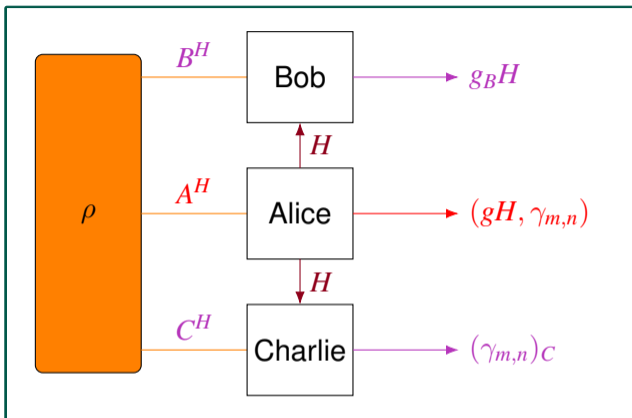 B^H Bob g_B H
H
ρ A^H Alice (gH, γ_{m,n})
H
C^H Charlie (γ_{m,n})_C